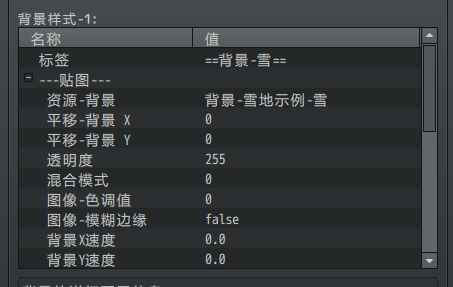 背景样式-1:
名称 值
标签 ==背景-雪==
---贴图---
资源-背景 背景-雪地示例-雪
平移-背景 X 0
平移-背景 Y 0
透明度 255
混合模式 0
图像-色调值 0
图像-模糊边缘 false
背景X速度 0.0
背景Y速度 0.0